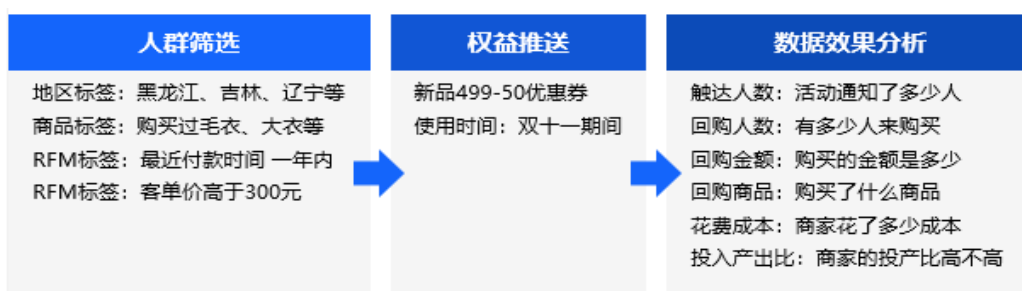 人群筛选
地区标签：黑龙江、吉林、辽宁等
商品标签：购买过毛衣、大衣等
RFM标签：最近付款时间 一年内
RFM标签：客单价高于300元
权益推送
新品499-50优惠券
使用时间：双十一期间
数据效果分析
触达人数：活动通知了多少人
回购人数：有多少人来购买
回购金额：购买的金额是多少
回购商品：购买了什么商品
花费成本：商家花了多少成本
投入产出比：商家的投产比高不高